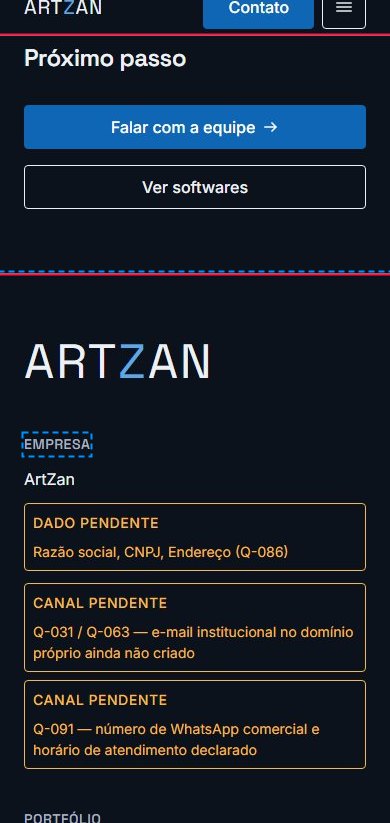 ARTZAN
Contato
Próximo passo
Falar com a equipe →
Ver softwares
ARTZAN
EMPRESA
ArtZan
DADO PENDENTE
Razão social, CNPJ, Endereço (Q-086)
CANAL PENDENTE
Q-031 / Q-063 — e-mail institucional no domínio
próprio ainda não criado
CANAL PENDENTE
Q-091 — número de WhatsApp comercial e
horário de atendimento declarado
PORTFÓLIO